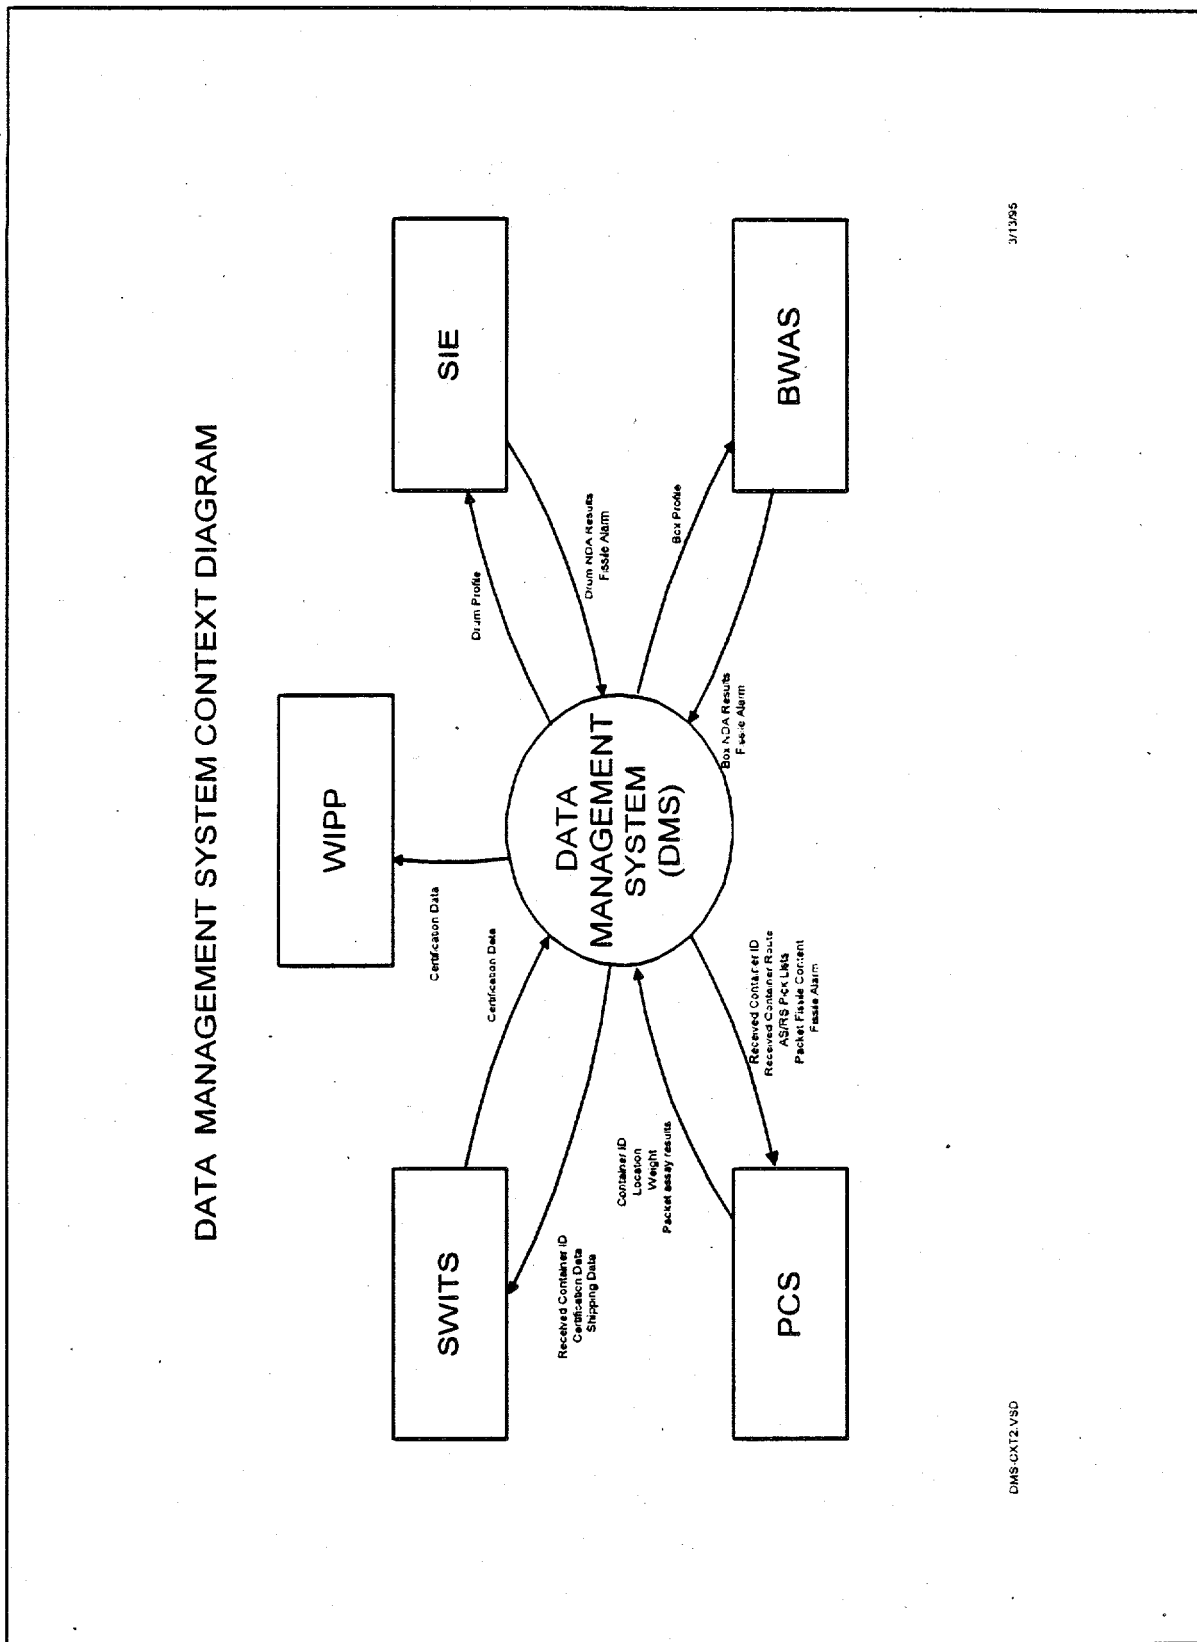 DATA MANAGEMENT SYSTEM CONTEXT DIAGRAM
WIPP
SWITS
SIE
Certification Data
Certification Data
Drum Profile
Received Container ID
Certification Data
Shipping Data
Drum NDA Results
Fissile Alarm
DATA
MANAGEMENT
SYSTEM
(DMS)
Container ID
Location
Weight
Packet assay results
Box Profile
Received Container ID
Received Container Route
AS/RS Pick Lists
Packet Fissile Content
Fissile Alarm
Box NDA Results
Fissile Alarm
PCS
BWAS
DMS-CXT2.VSD
3/13/95